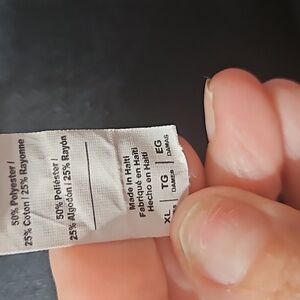 50% Polyester /
25% Coton / 25% Rayonne
50% Poliéster /
25% Algodón / 25% Rayón
Made in Haiti
Fabriqué en Haïti
Hecho en Haití
XL | TG | EG
DAMES DAMAS